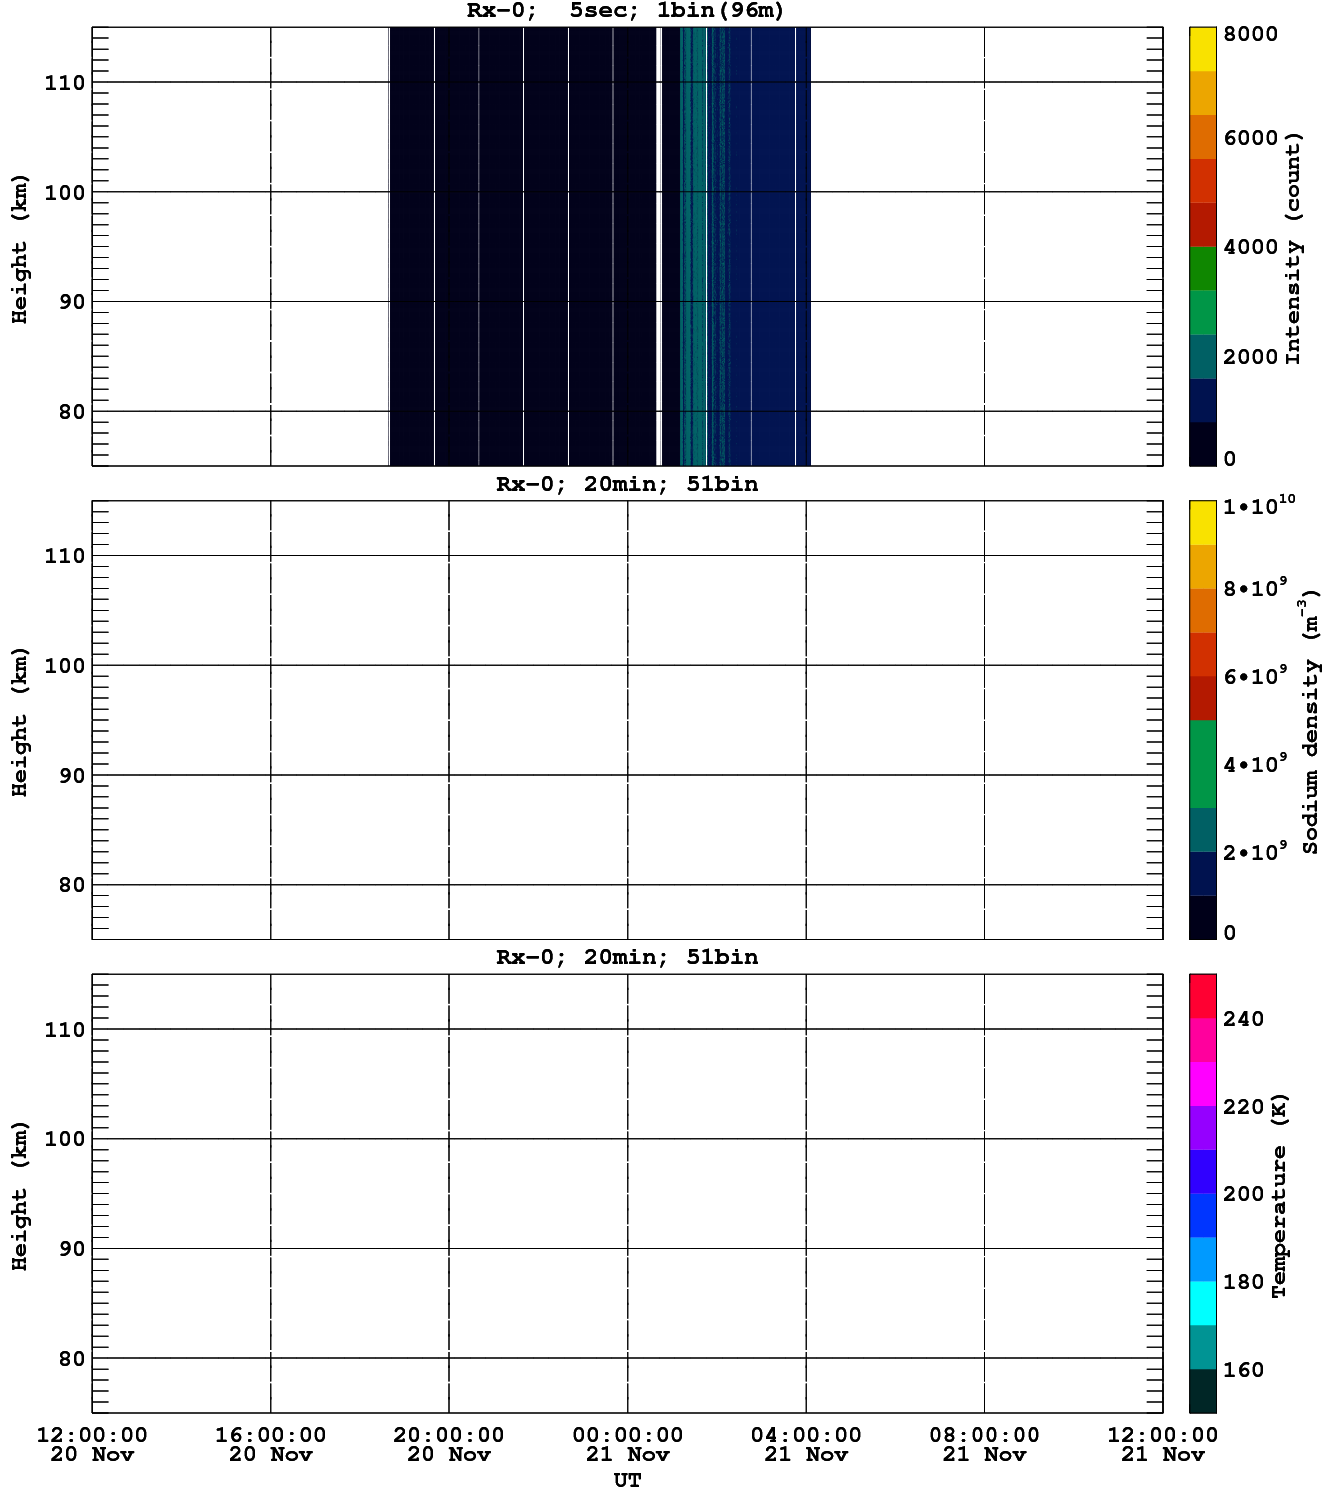 Rx-0;  5sec; 1bin(96m)
110
100
90
80
Height (km)
8000
6000
4000
2000
0
Intensity (count)
Rx-0; 20min; 51bin
110
100
90
80
Height (km)
1•10¹⁰
8•10⁹
6•10⁹
4•10⁹
2•10⁹
0
Sodium density (m⁻³)
Rx-0; 20min; 51bin
110
100
90
80
Height (km)
240
220
200
180
160
Temperature (K)
12:00:00 16:00:00 20:00:00 00:00:00 04:00:00 08:00:00 12:00:00
20 Nov 20 Nov 20 Nov 21 Nov 21 Nov 21 Nov 21 Nov
UT